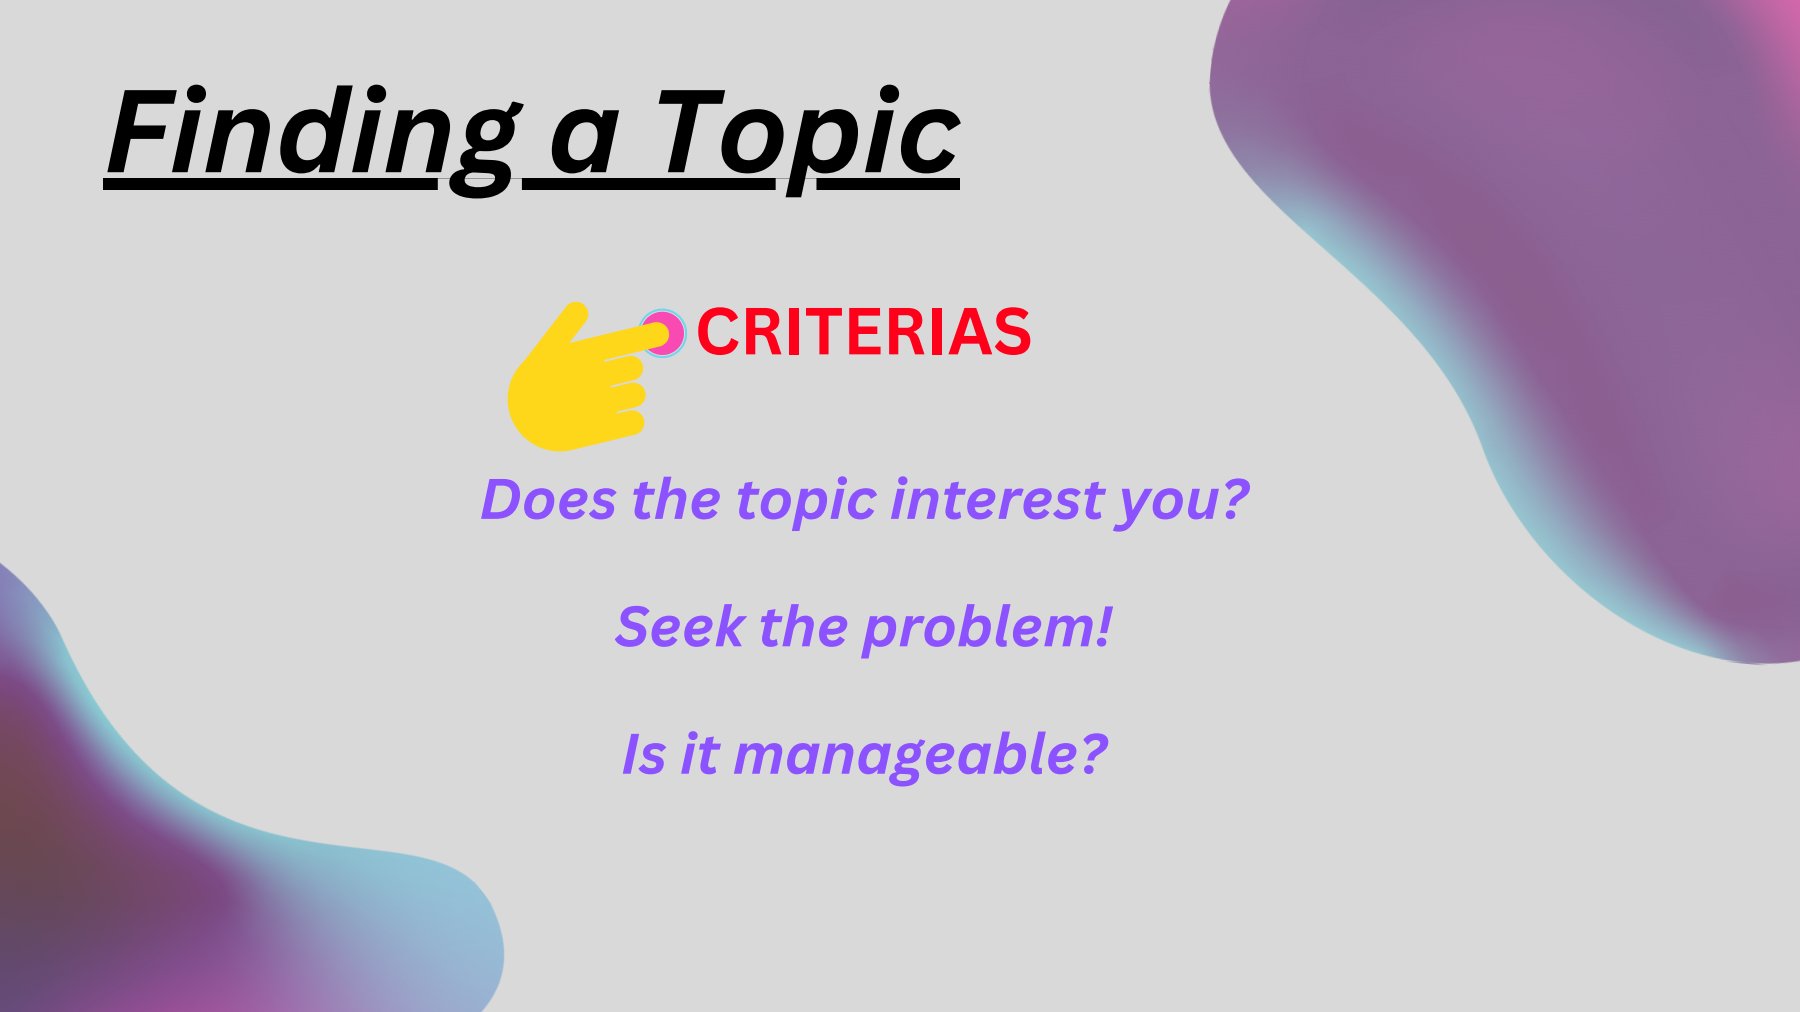 Finding a Topic
CRITERIAS
Does the topic interest you?
Seek the problem!
Is it manageable?